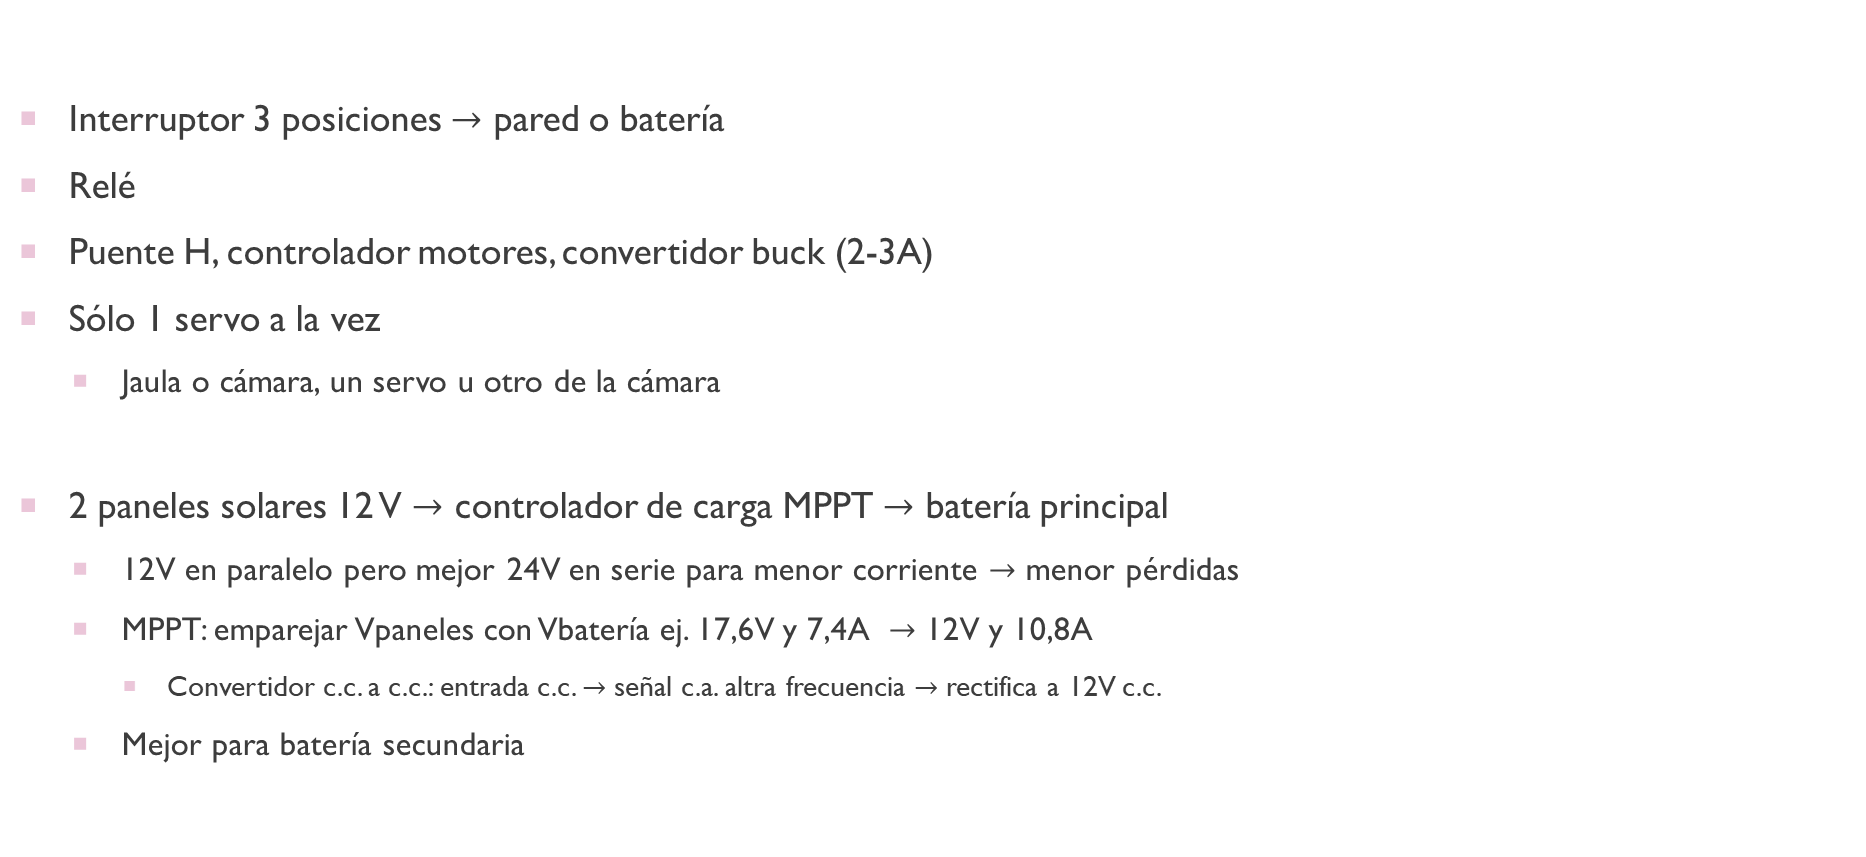 Interruptor 3 posiciones → pared o batería
Relé
Puente H, controlador motores, convertidor buck (2-3A)
Sólo 1 servo a la vez
Jaula o cámara, un servo u otro de la cámara
2 paneles solares 12 V → controlador de carga MPPT → batería principal
12V en paralelo pero mejor 24V en serie para menor corriente → menor pérdidas
MPPT: emparejar Vpaneles con Vbatería ej. 17,6V y 7,4A → 12V y 10,8A
Convertidor c.c. a c.c.: entrada c.c. → señal c.a. altra frecuencia → rectifica a 12V c.c.
Mejor para batería secundaria